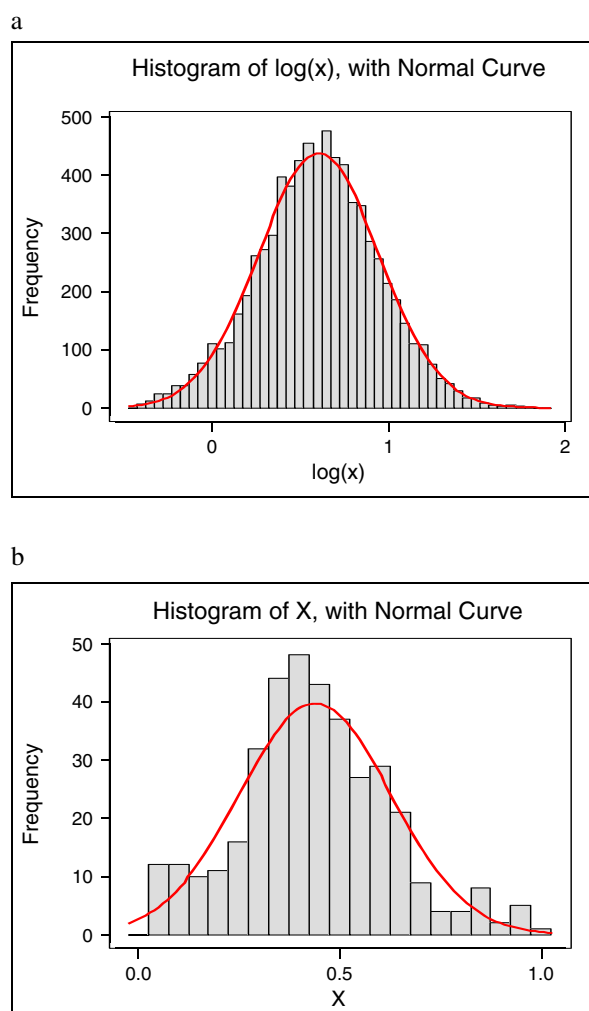 a
Histogram of log(x), with Normal Curve
500
400
300
200
100
0
Frequency
0 1 2
log(x)
b
Histogram of X, with Normal Curve
50
40
30
20
10
0
Frequency
0.0 0.5 1.0
X